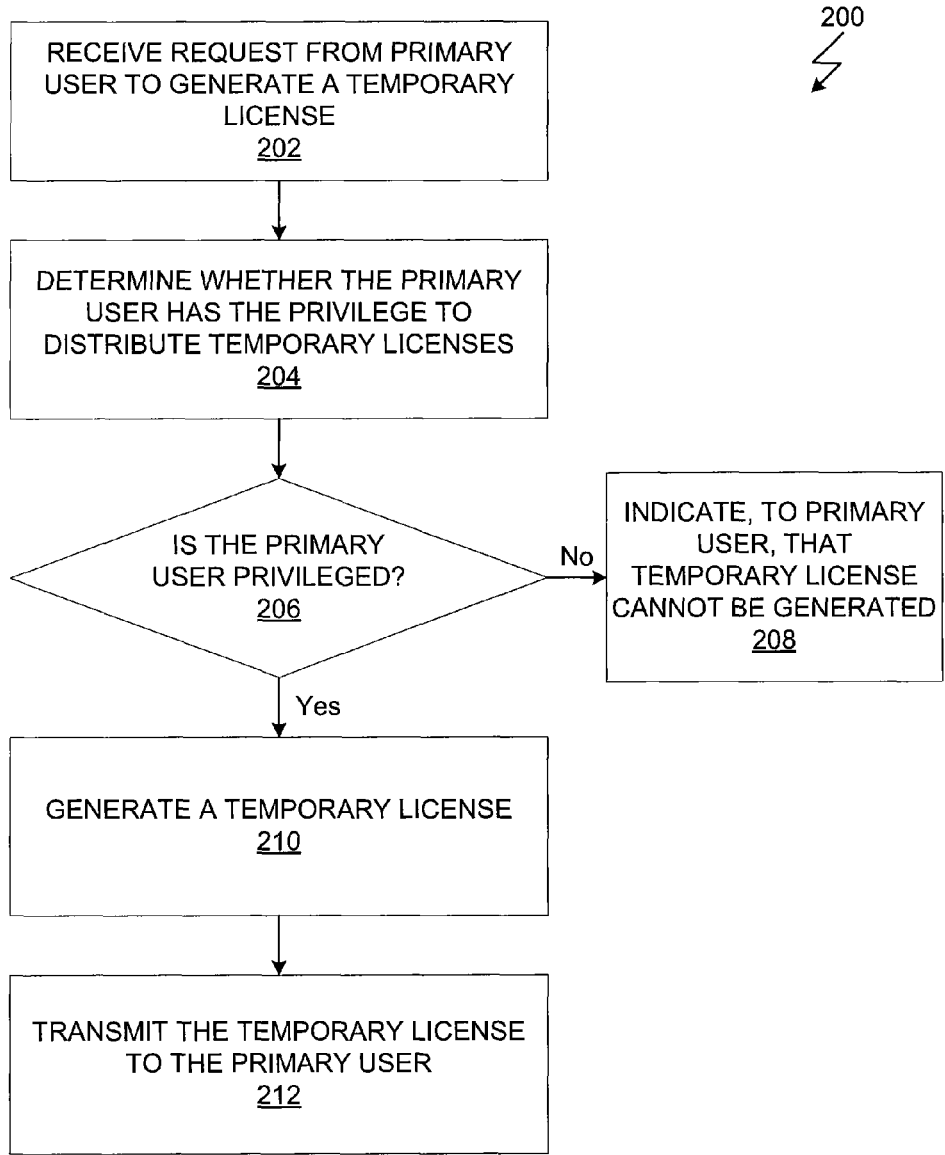 200
RECEIVE REQUEST FROM PRIMARY
USER TO GENERATE A TEMPORARY
LICENSE
202
DETERMINE WHETHER THE PRIMARY
USER HAS THE PRIVILEGE TO
DISTRIBUTE TEMPORARY LICENSES
204
IS THE PRIMARY
USER PRIVILEGED?
206
No
INDICATE, TO PRIMARY
USER, THAT
TEMPORARY LICENSE
CANNOT BE GENERATED
208
Yes
GENERATE A TEMPORARY LICENSE
210
TRANSMIT THE TEMPORARY LICENSE
TO THE PRIMARY USER
212